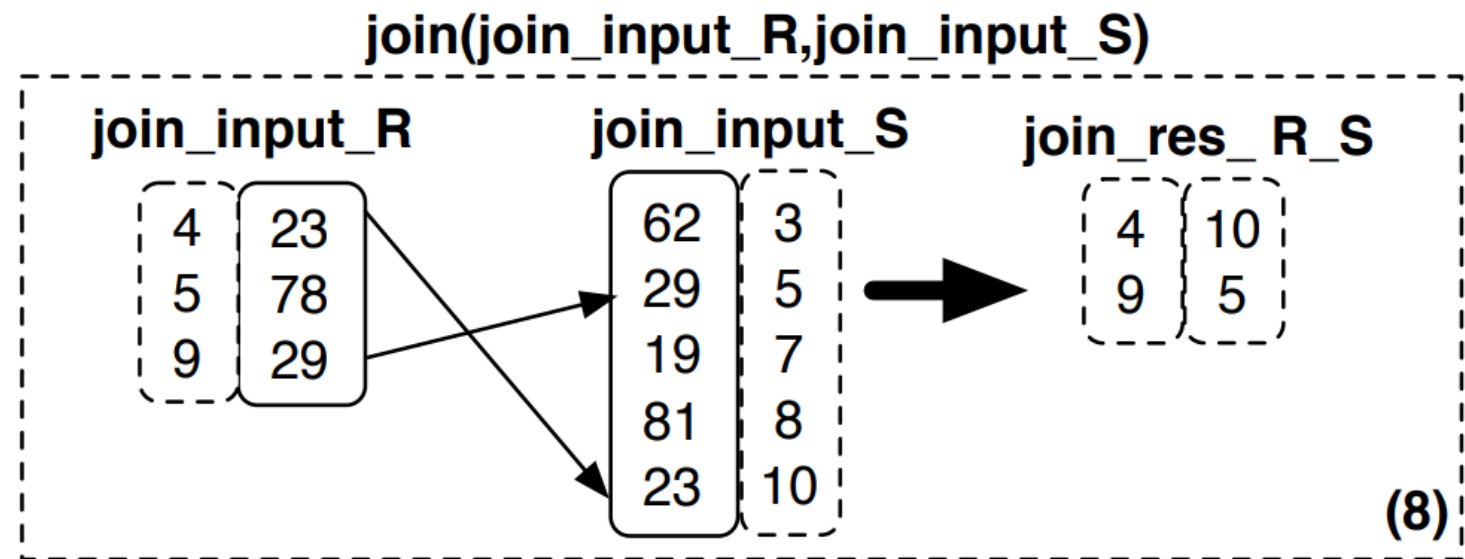 join(join_input_R,join_input_S)
join_input_R join_input_S join_res_ R_S
4 23 62 3 4 10
5 78 29 5 9 5
9 29 19 7
81 8
23 10
(8)